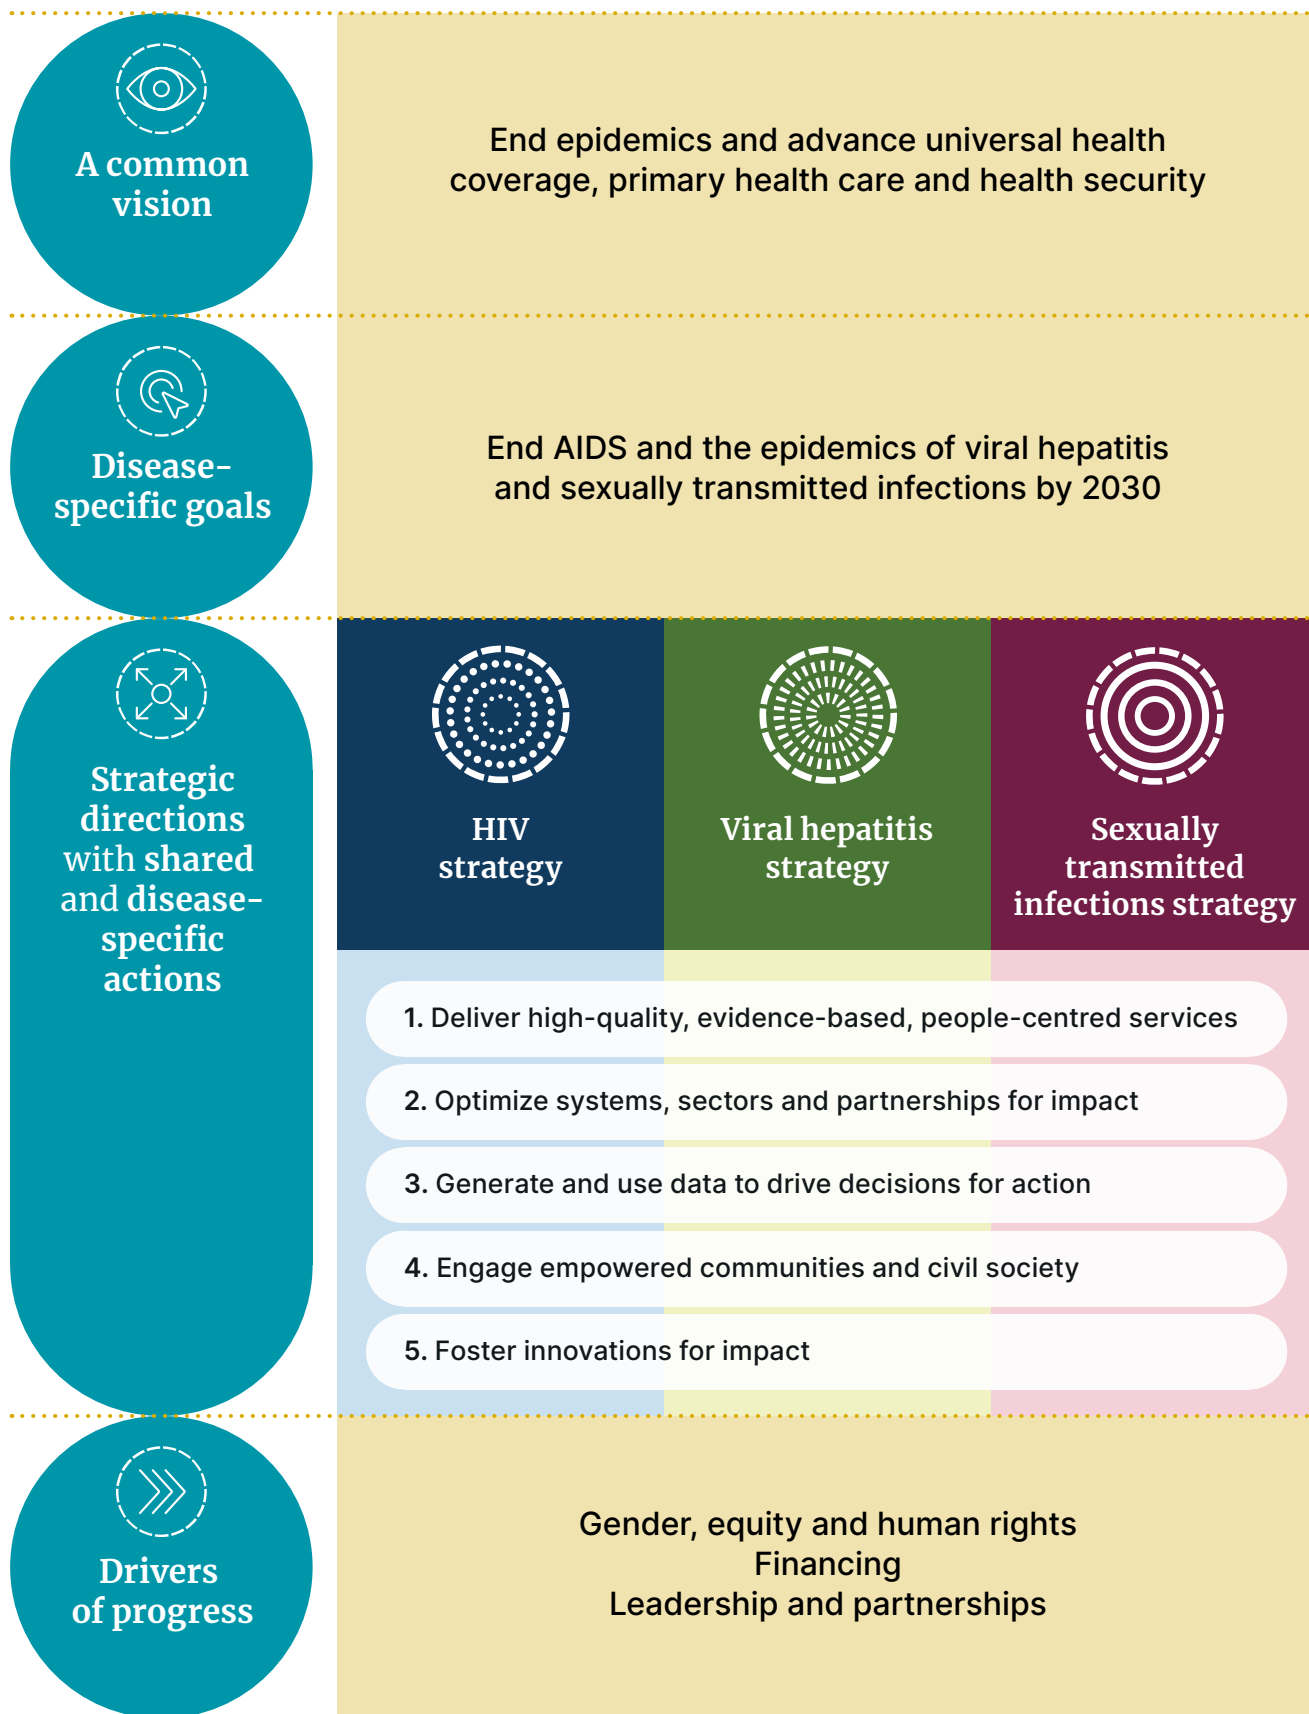 A common
vision
End epidemics and advance universal health
coverage, primary health care and health security
Disease-
specific goals
End AIDS and the epidemics of viral hepatitis
and sexually transmitted infections by 2030
Strategic
directions
with shared
and disease-
specific
actions
HIV
strategy
Viral hepatitis
strategy
Sexually
transmitted
infections strategy
1. Deliver high-quality, evidence-based, people-centred services
2. Optimize systems, sectors and partnerships for impact
3. Generate and use data to drive decisions for action
4. Engage empowered communities and civil society
5. Foster innovations for impact
Drivers
of progress
Gender, equity and human rights
Financing
Leadership and partnerships